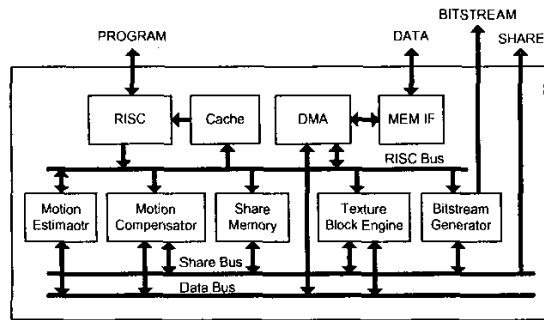 BITSTREAM
PROGRAM DATA SHARE
RISC Cache DMA MEM IF
RISC Bus
Motion Estimaotr
Motion Compensator
Share Memory
Texture Block Engine
Bitstream Generator
Share Bus
Data Bus